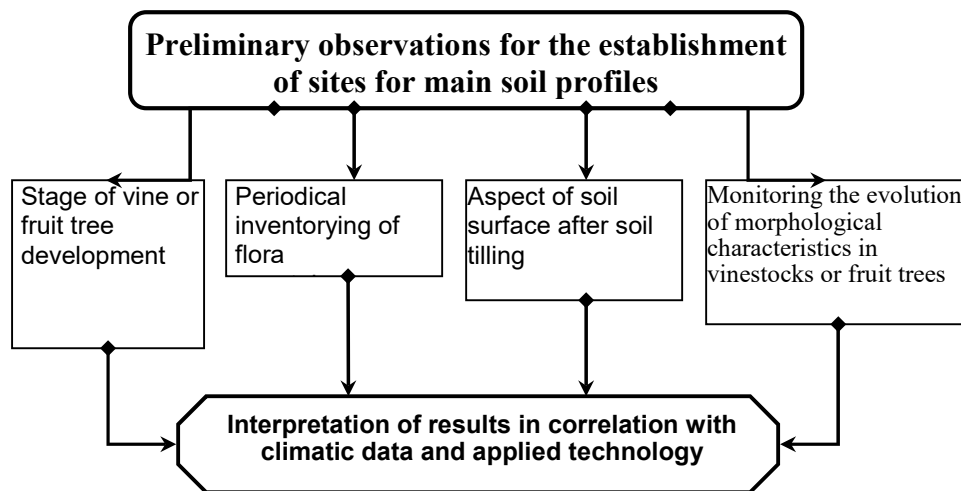 Preliminary observations for the establishment
of sites for main soil profiles
Stage of vine or
fruit tree
development
Periodical
inventorying of
flora
Aspect of soil
surface after soil
tilling
Monitoring the evolution
of morphological
characteristics in
vinestocks or fruit trees
Interpretation of results in correlation with
climatic data and applied technology